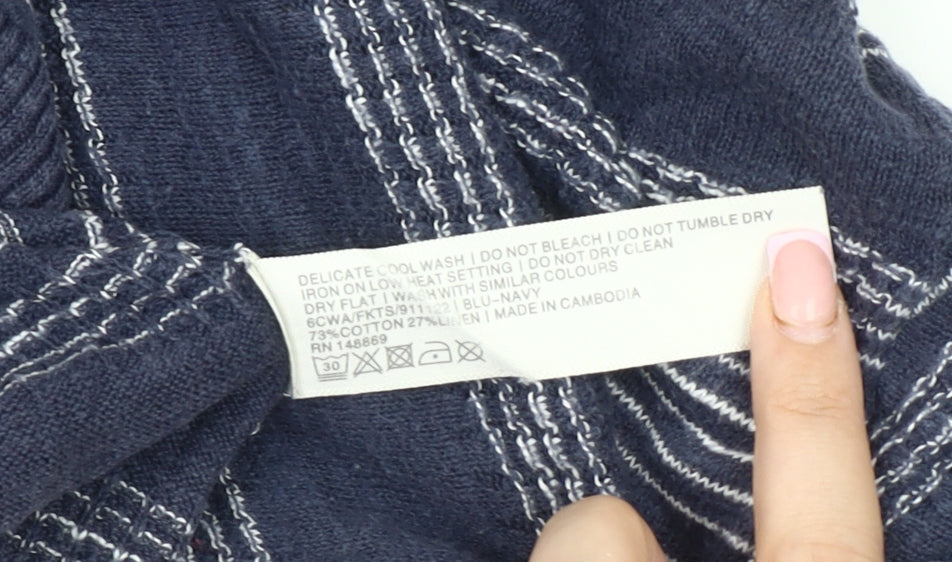 DELICATE COOL WASH | DO NOT BLEACH | DO NOT TUMBLE DRY
IRON ON LOW HEAT SETTING | DO NOT DRY CLEAN
DRY FLAT | WASH WITH SIMILAR COLOURS
6CWA/FKTS/911122 | BLU-NAVY
73%COTTON 27%LINEN | MADE IN CAMBODIA
RN 148869
30